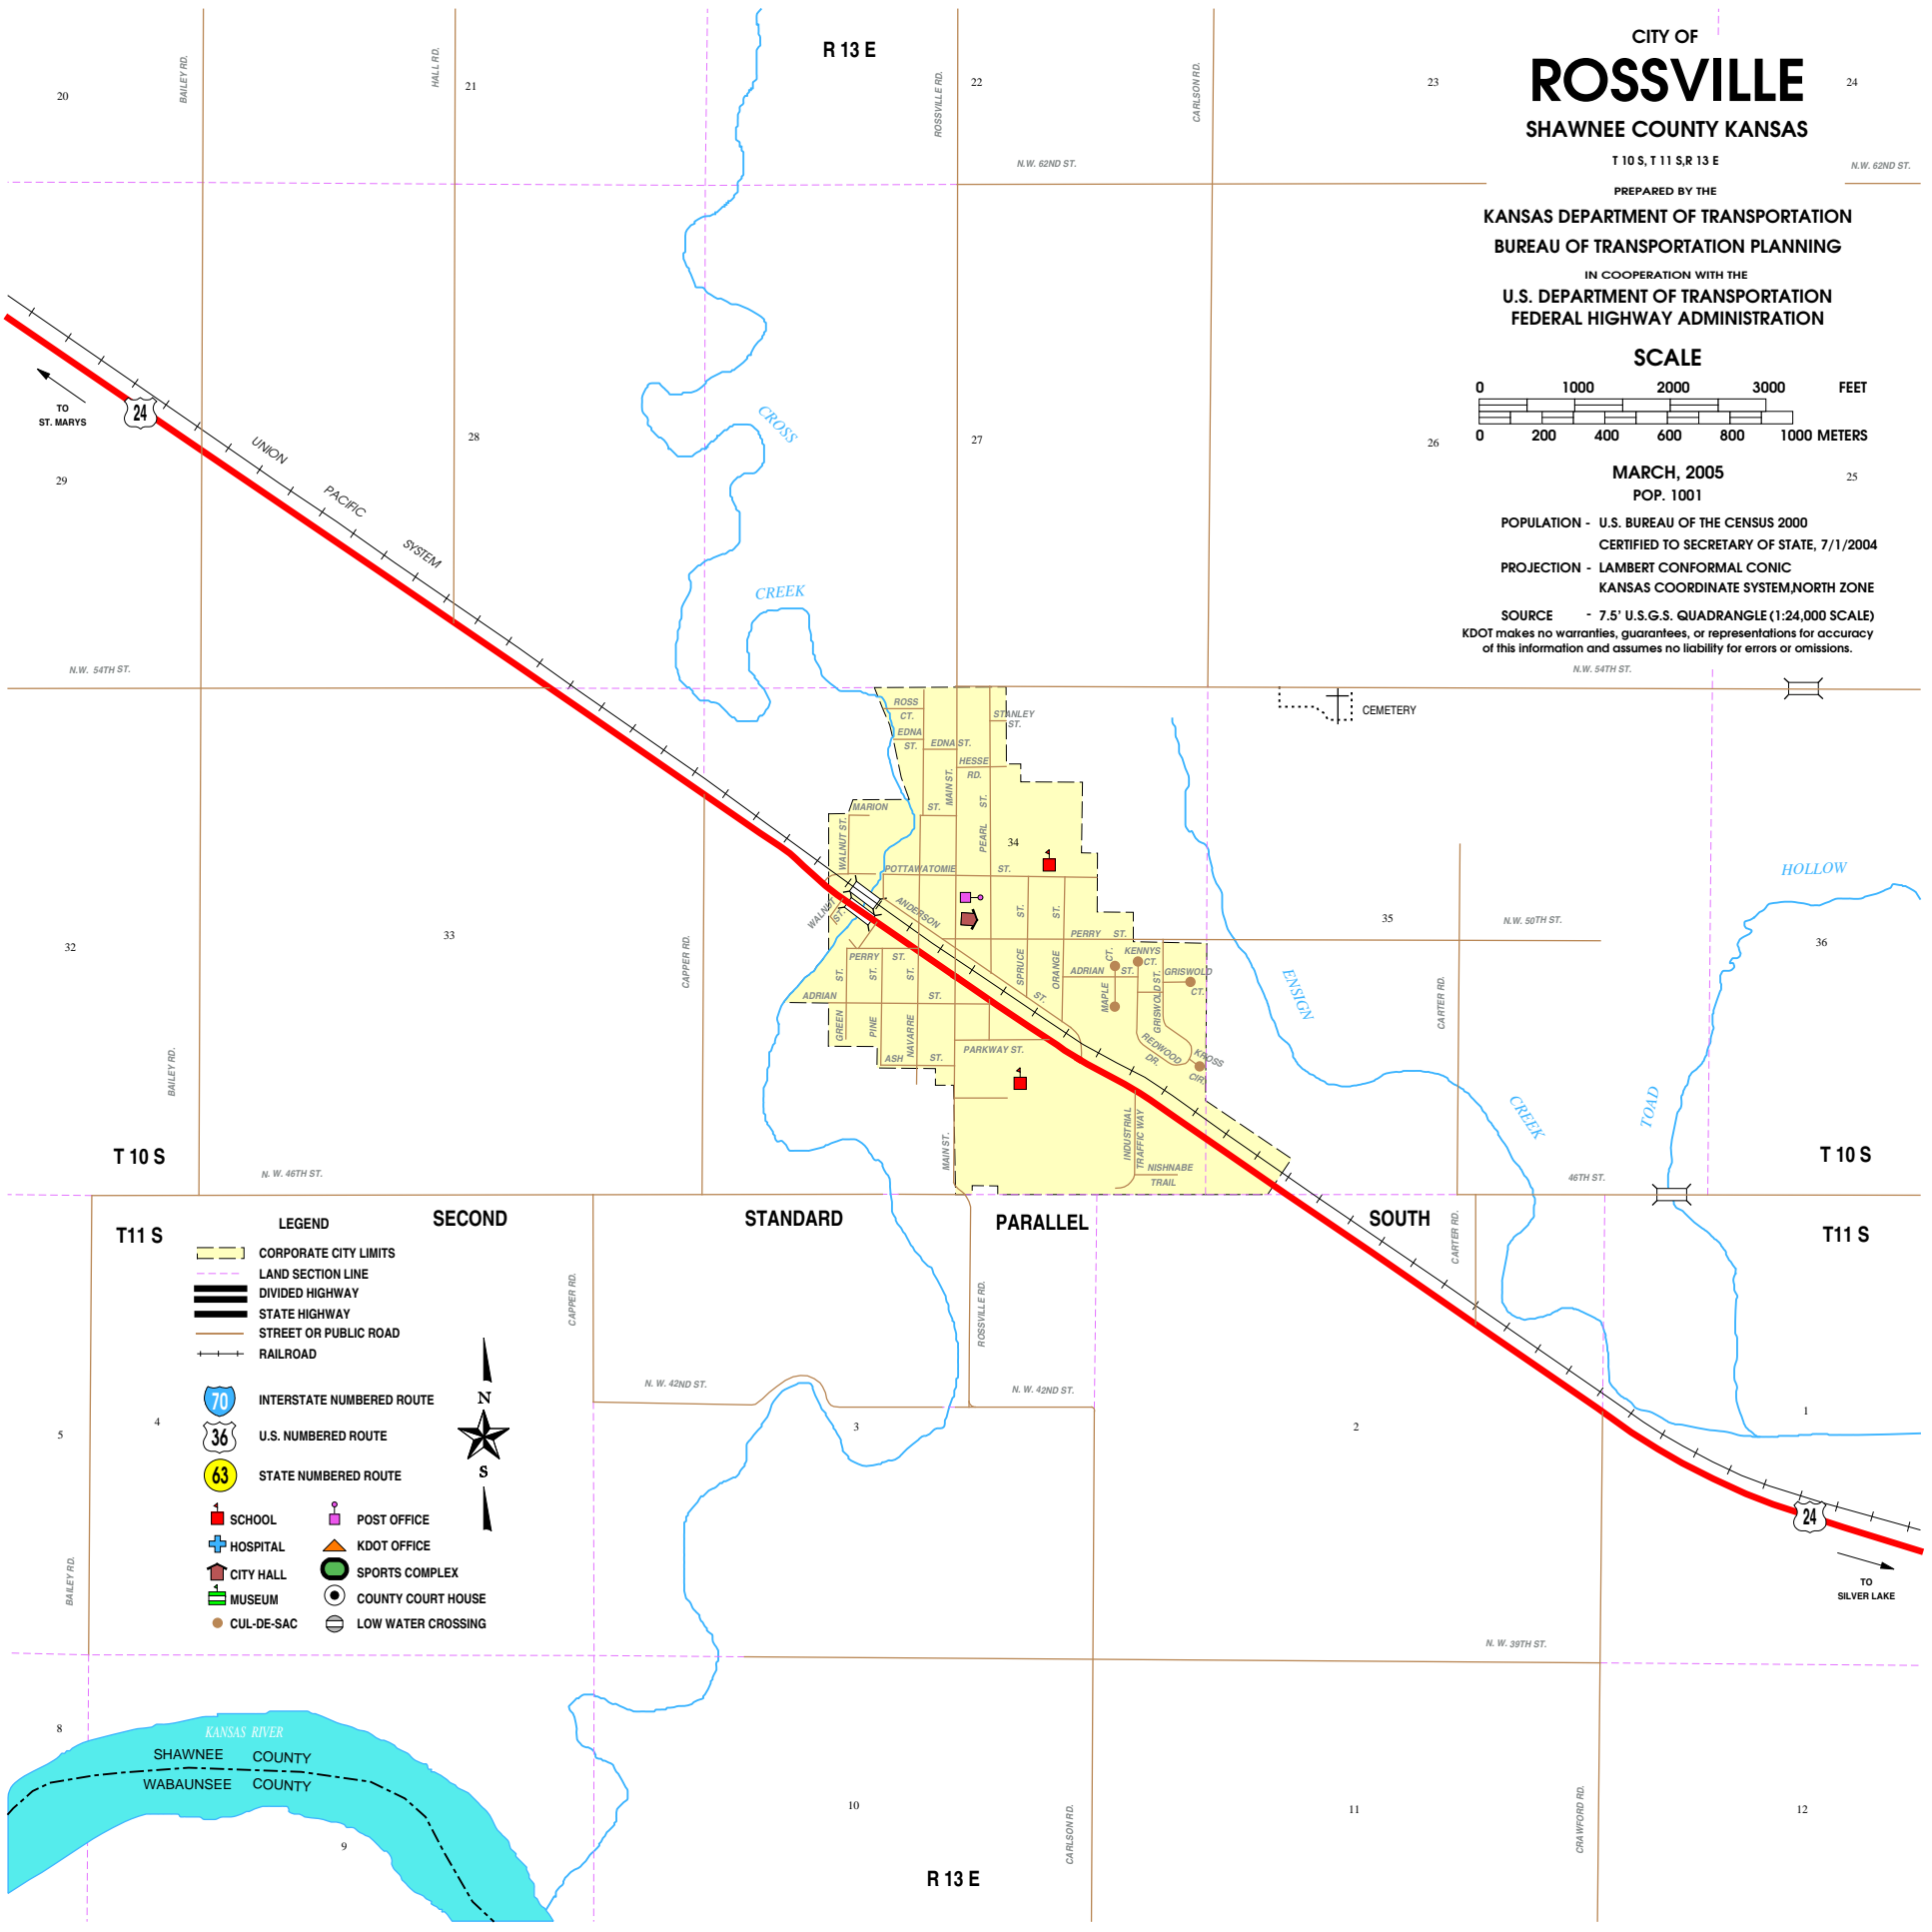 CITY OF
ROSSVILLE
SHAWNEE COUNTY KANSAS
T 10 S, T 11 S,R 13 E
PREPARED BY THE
KANSAS DEPARTMENT OF TRANSPORTATION
BUREAU OF TRANSPORTATION PLANNING
IN COOPERATION WITH THE
U.S. DEPARTMENT OF TRANSPORTATION
FEDERAL HIGHWAY ADMINISTRATION
SCALE
0 1000 2000 3000 FEET
0 200 400 600 800 1000 METERS
MARCH, 2005
POP. 1001
POPULATION - U.S. BUREAU OF THE CENSUS 2000
CERTIFIED TO SECRETARY OF STATE, 7/1/2004
PROJECTION - LAMBERT CONFORMAL CONIC
KANSAS COORDINATE SYSTEM,NORTH ZONE
SOURCE - 7.5' U.S.G.S. QUADRANGLE (1:24,000 SCALE)
KDOT makes no warranties, guarantees, or representations for accuracy
of this information and assumes no liability for errors or omissions.
R 13 E
20
BAILEY RD.
HALL RD.
21
ROSSVILLE RD.
22
CARLSON RD.
23
24
N.W. 62ND ST.
N.W. 62ND ST.
TO
ST. MARYS
24
UNION
PACIFIC
SYSTEM
29
28
27
26
25
CROSS
CREEK
N.W. 54TH ST.
N.W. 54TH ST.
CEMETERY
ROSS
CT.
EDNA
ST.
EDNA ST.
STANLEY
ST.
HESSE
RD.
MAIN ST.
PEARL ST.
MARION ST.
WALNUT ST.
34
POTTAWATOMIE ST.
WALNUT
ST.
ANDERSON
ST.
PERRY ST.
PERRY ST.
SPRUCE ST.
ORANGE ST.
ADRIAN ST.
ADRIAN ST.
MAPLE CT.
KENNYS
CT.
GRISWOLD
CT.
GRISWOLD ST.
REDWOOD
DR.
KROSS
CIR.
GREEN ST.
PINE ST.
NAVARRE ST.
ASH ST.
PARKWAY ST.
MAIN ST.
INDUSTRIAL
TRAFFIC WAY
NISHNABE
TRAIL
32
33
35
36
CAPPER RD.
BAILEY RD.
N.W. 50TH ST.
CARTER RD.
HOLLOW
TOAD
ENSIGN
CREEK
T 10 S
T 10 S
N. W. 46TH ST.
46TH ST.
T11 S
SECOND
STANDARD
PARALLEL
SOUTH
T11 S
LEGEND
CORPORATE CITY LIMITS
LAND SECTION LINE
DIVIDED HIGHWAY
STATE HIGHWAY
STREET OR PUBLIC ROAD
RAILROAD
70 INTERSTATE NUMBERED ROUTE
36 U.S. NUMBERED ROUTE
63 STATE NUMBERED ROUTE
SCHOOL
POST OFFICE
HOSPITAL
KDOT OFFICE
CITY HALL
SPORTS COMPLEX
MUSEUM
COUNTY COURT HOUSE
CUL-DE-SAC
LOW WATER CROSSING
N
S
CAPPER RD.
ROSSVILLE RD.
CARTER RD.
N. W. 42ND ST.
N. W. 42ND ST.
5
4
3
2
1
24
TO
SILVER LAKE
BAILEY RD.
N. W. 39TH ST.
8
KANSAS RIVER
SHAWNEE COUNTY
WABAUNSEE COUNTY
9
10
11
12
CARLSON RD.
CRAWFORD RD.
R 13 E